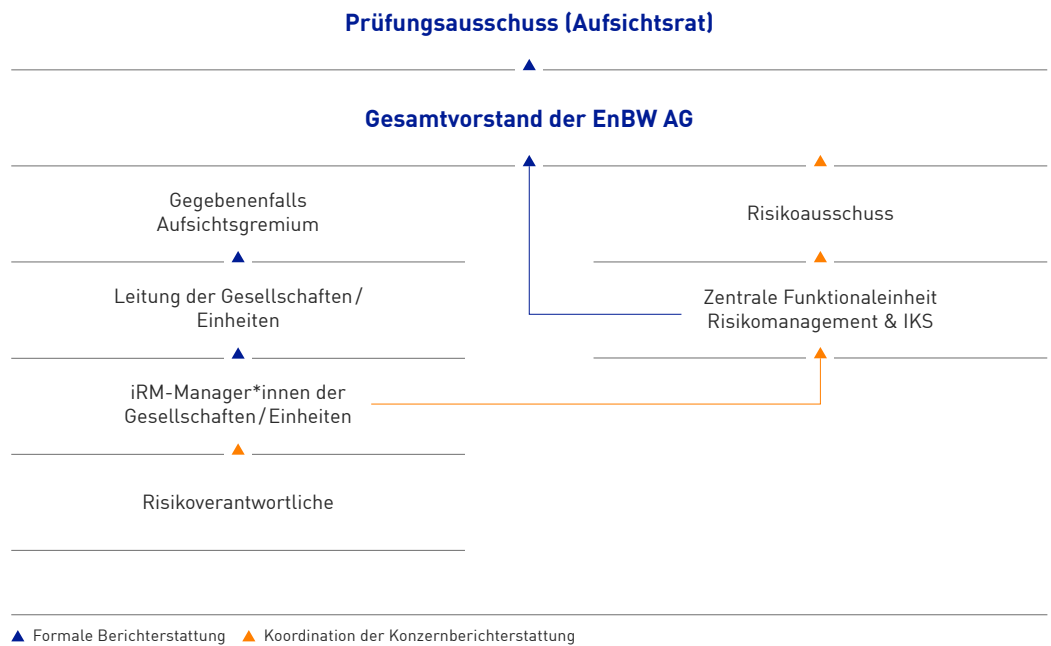 Prüfungsausschuss (Aufsichtsrat)
Gesamtvorstand der EnBW AG
Gegebenenfalls
Aufsichtsgremium
Risikoausschuss
Leitung der Gesellschaften/
Einheiten
Zentrale Funktionaleinheit
Risikomanagement & IKS
iRM-Manager*innen der
Gesellschaften/Einheiten
Risikoverantwortliche
Formale Berichterstattung
Koordination der Konzernberichterstattung